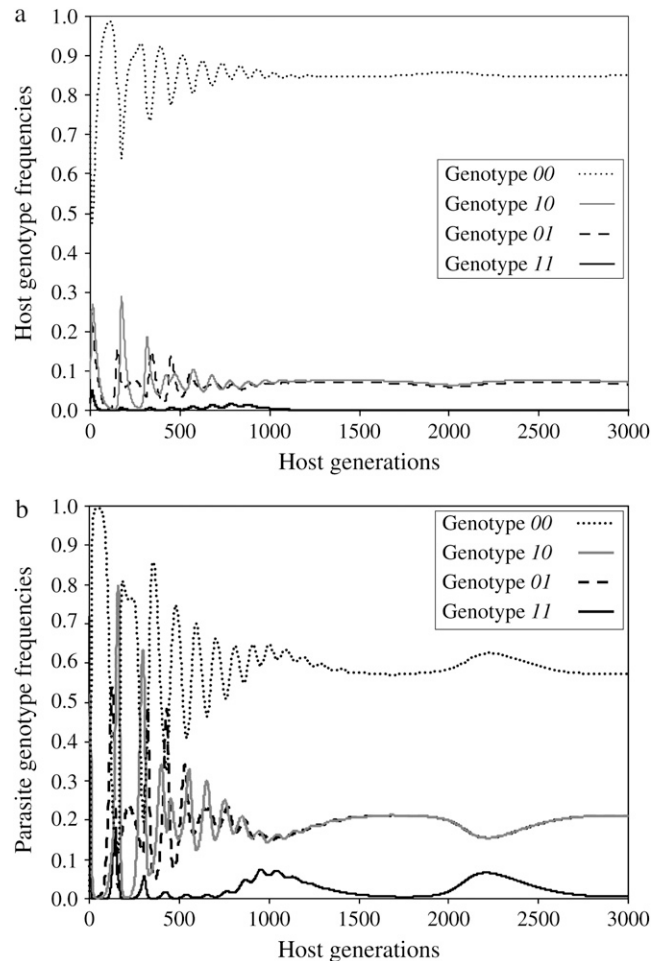 a
1.0
0.9
0.8
0.7
0.6
0.5
0.4
0.3
0.2
0.1
0.0
Host genotype frequencies
Genotype 00
Genotype 10
Genotype 01
Genotype 11
0 500 1000 1500 2000 2500 3000
Host generations
b
1.0
0.9
0.8
0.7
0.6
0.5
0.4
0.3
0.2
0.1
0.0
Parasite genotype frequencies
Genotype 00
Genotype 10
Genotype 01
Genotype 11
0 500 1000 1500 2000 2500 3000
Host generations